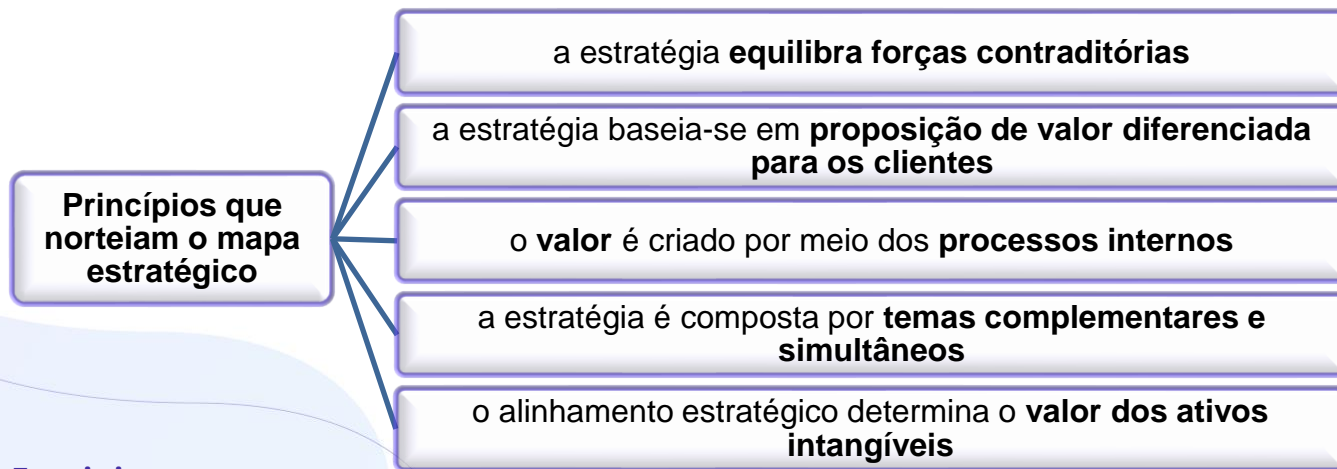 Princípios que
norteiam o mapa
estratégico
a estratégia equilibra forças contraditórias
a estratégia baseia-se em proposição de valor diferenciada
para os clientes
o valor é criado por meio dos processos internos
a estratégia é composta por temas complementares e
simultâneos
o alinhamento estratégico determina o valor dos ativos
intangíveis